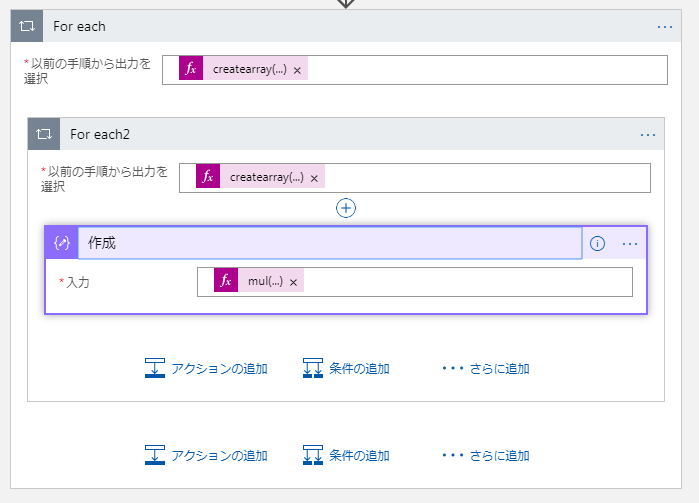 For each
*以前の手順から出力を
選択
fx createarray(...) ×
For each2
*以前の手順から出力を
選択
fx createarray(...) ×
作成
*入力
fx mul(...) ×
アクションの追加 条件の追加 ··· さらに追加
アクションの追加 条件の追加 ··· さらに追加